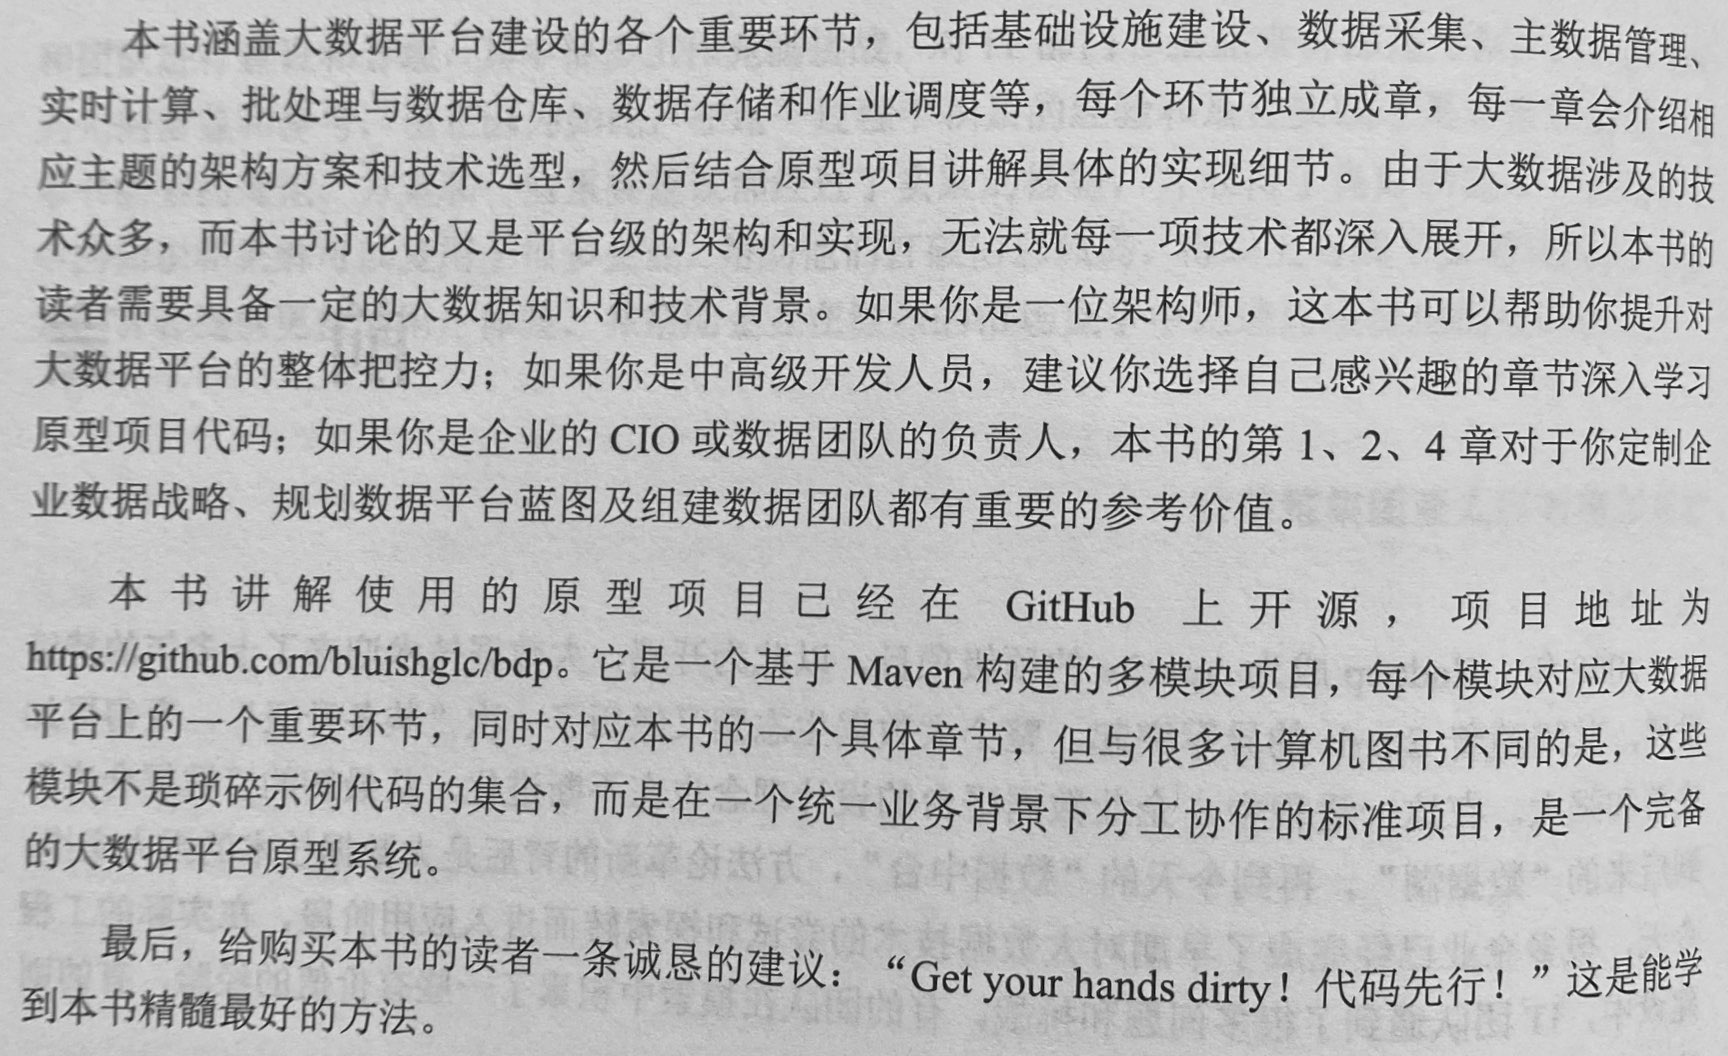 本书涵盖大数据平台建设的各个重要环节，包括基础设施建设、数据采集、主数据管理、
实时计算、批处理与数据仓库、数据存储和作业调度等，每个环节独立成章，每一章会介绍相
应主题的架构方案和技术选型，然后结合原型项目讲解具体的实现细节。由于大数据涉及的技
术众多，而本书讨论的又是平台级的架构和实现，无法就每一项技术都深入展开，所以本书的
读者需要具备一定的大数据知识和技术背景。如果你是一位架构师，这本书可以帮助你提升对
大数据平台的整体把控力；如果你是中高级开发人员，建议你选择自己感兴趣的章节深入学习
原型项目代码；如果你是企业的 CIO 或数据团队的负责人，本书的第 1、2、4 章对于你定制企
业数据战略、规划数据平台蓝图及组建数据团队都有重要的参考价值。
本书讲解使用的原型项目已经在 GitHub 上开源，项目地址为
https://github.com/bluishglc/bdp。它是一个基于 Maven 构建的多模块项目，每个模块对应大数据
平台上的一个重要环节，同时对应本书的一个具体章节，但与很多计算机图书不同的是，这些
模块不是琐碎示例代码的集合，而是在一个统一业务背景下分工协作的标准项目，是一个完备
的大数据平台原型系统。
最后，给购买本书的读者一条诚恳的建议：“Get your hands dirty！代码先行！”这是能学
到本书精髓最好的方法。